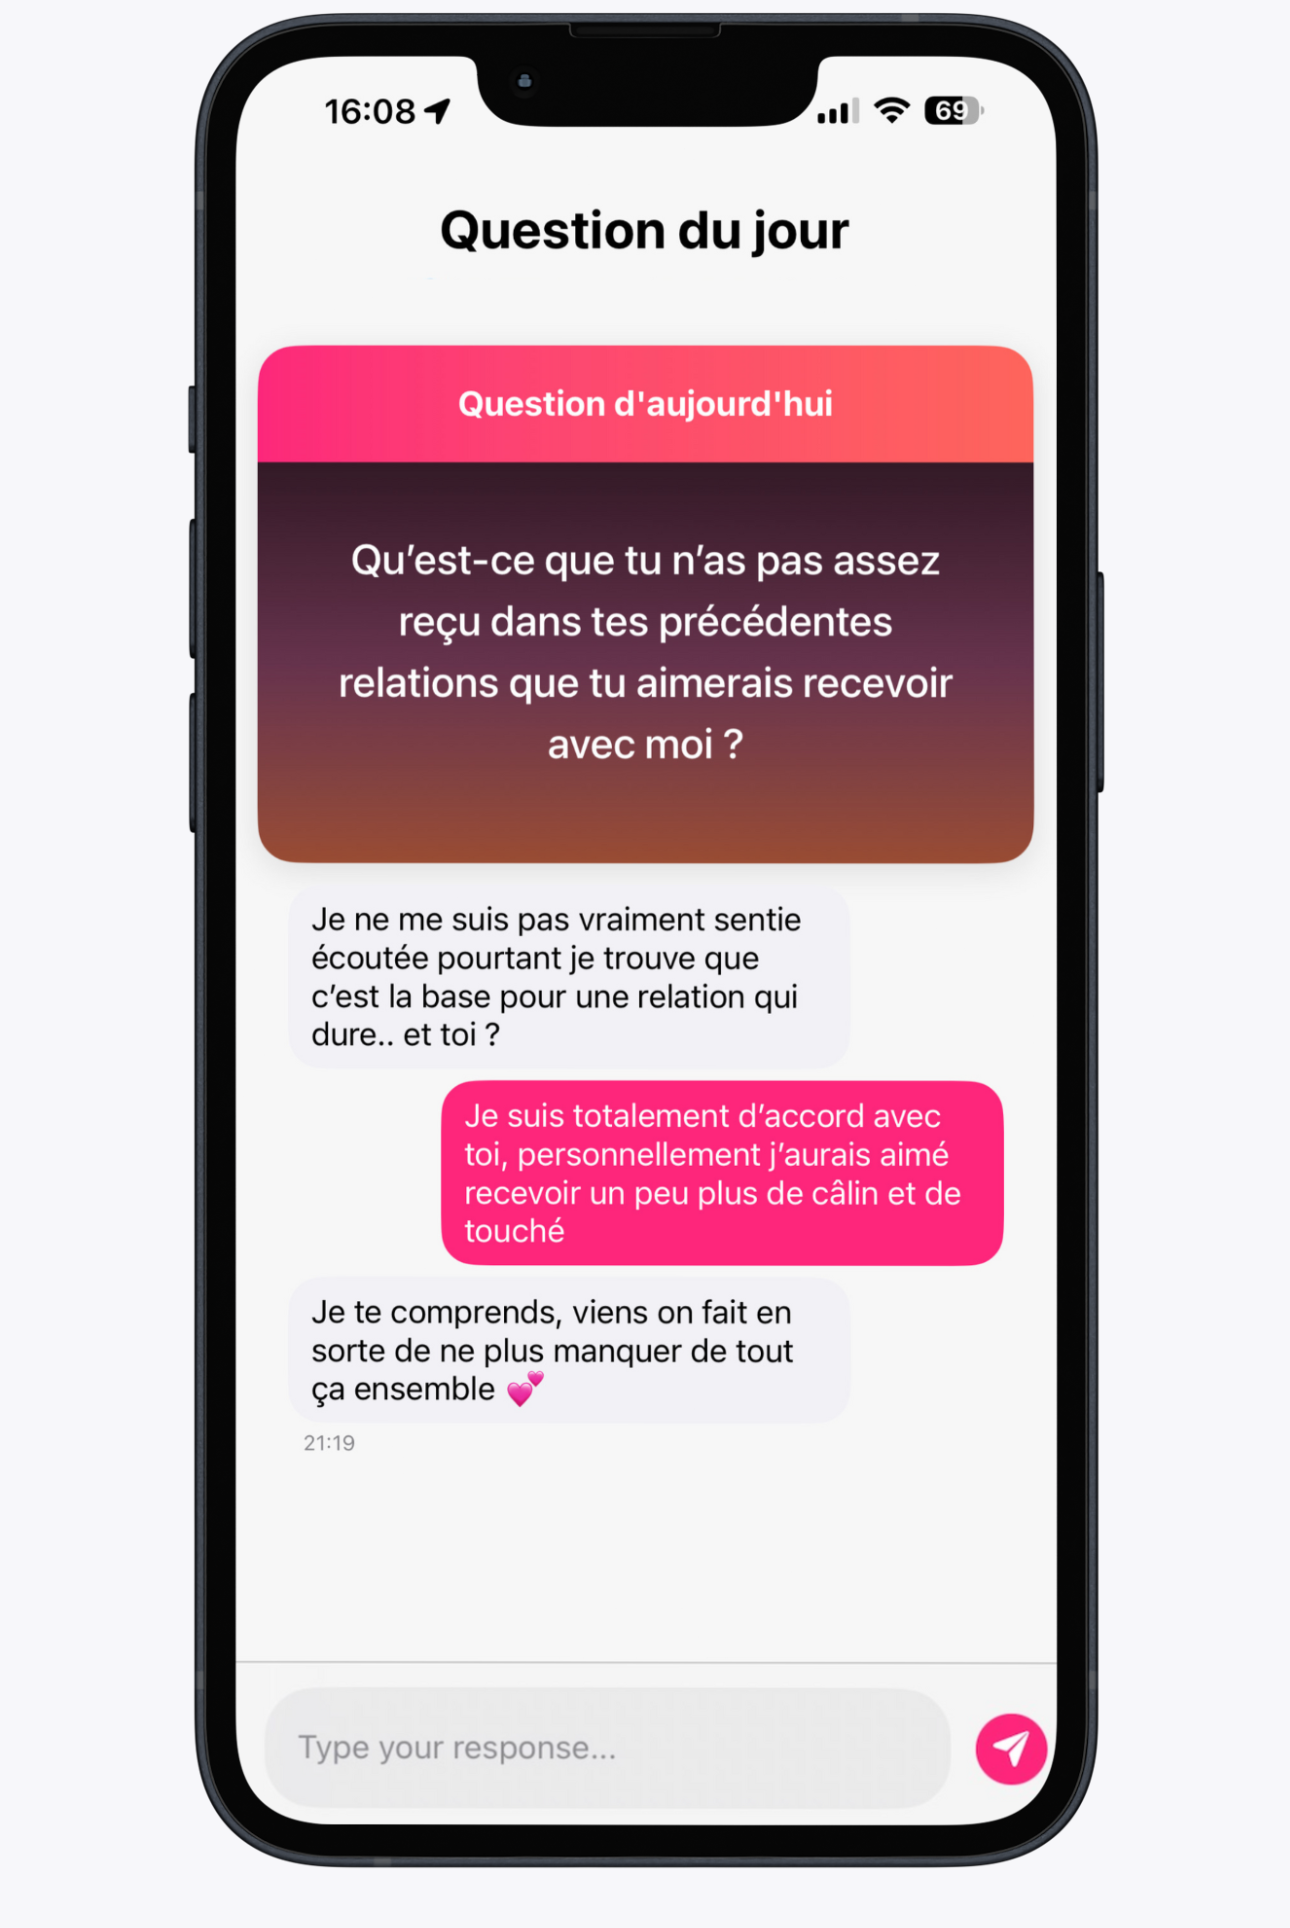 16:08
69
Question du jour
Question d'aujourd'hui
Qu’est-ce que tu n’as pas assez
reçu dans tes précédentes
relations que tu aimerais recevoir
avec moi ?
Je ne me suis pas vraiment sentie
écoutée pourtant je trouve que
c’est la base pour une relation qui
dure.. et toi ?
Je suis totalement d’accord avec
toi, personnellement j’aurais aimé
recevoir un peu plus de câlin et de
touché
Je te comprends, viens on fait en
sorte de ne plus manquer de tout
ça ensemble 💕
21:19
Type your response...